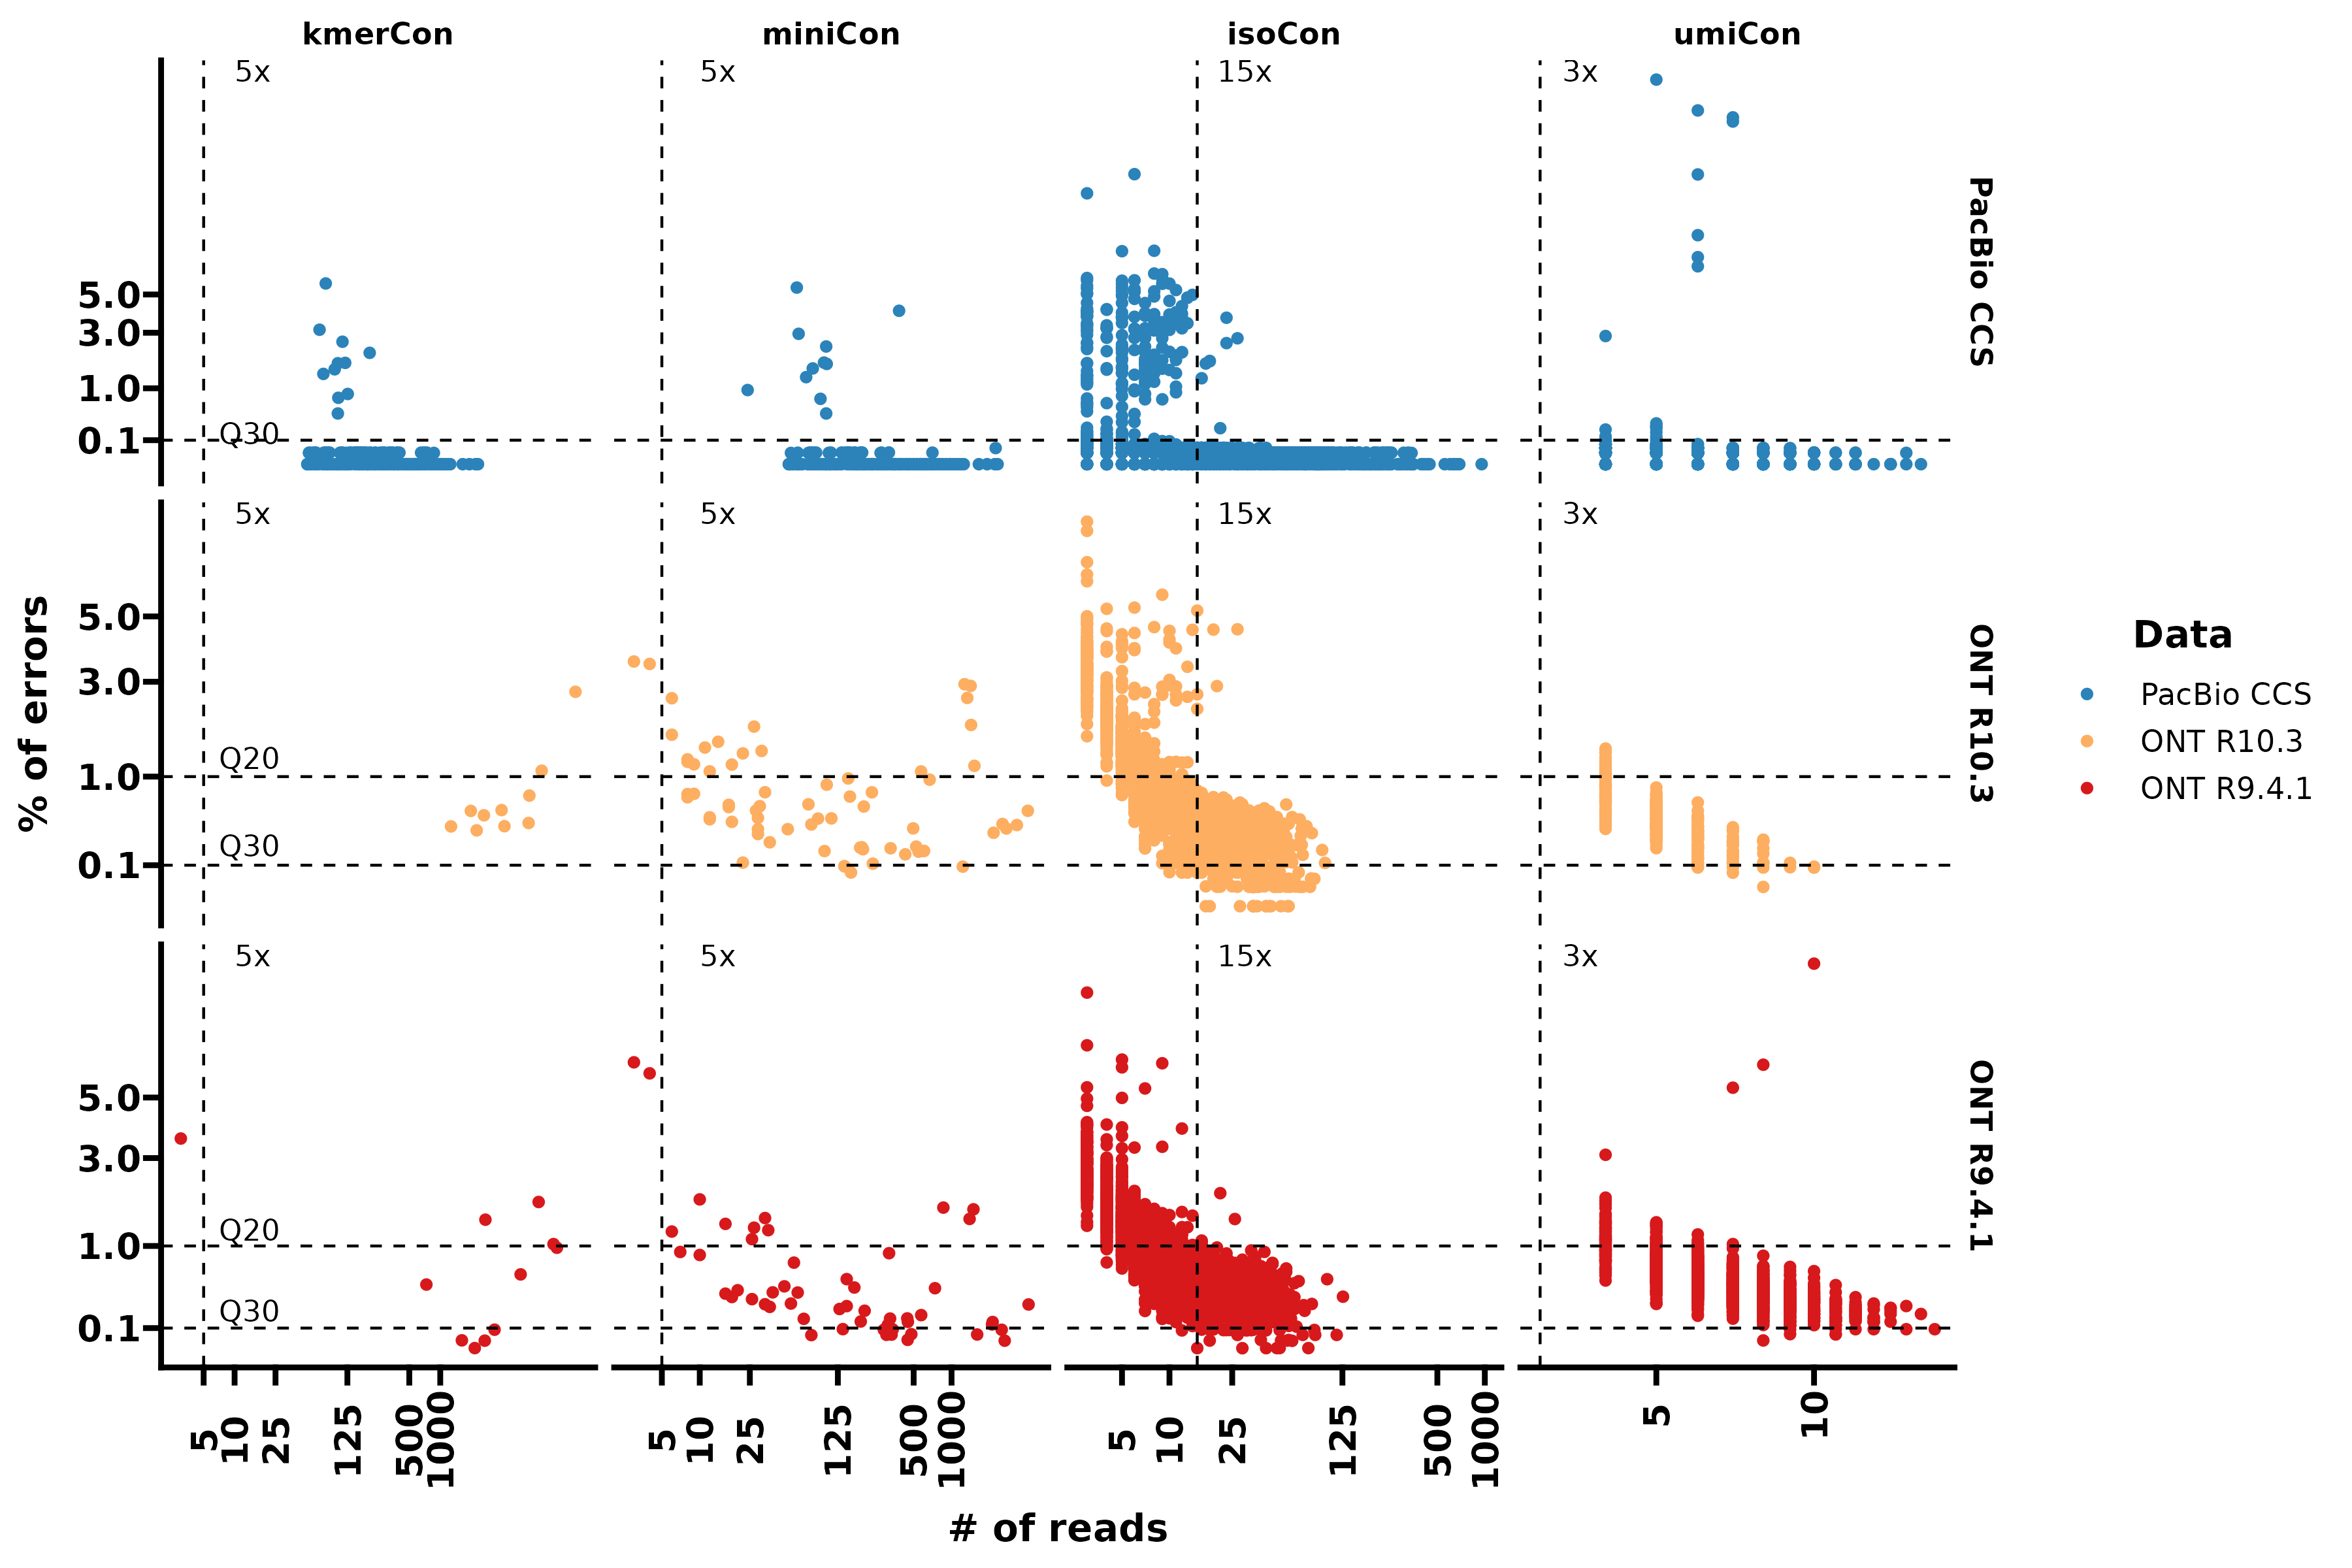 kmerCon miniCon isoCon umiCon
5x 5x 15x 3x
5.0
3.0
1.0
0.1
Q30
PacBio CCS
5x 5x 15x 3x
5.0
3.0
1.0
0.1
Q20
Q30
ONT R10.3
5x 5x 15x 3x
5.0
3.0
1.0
0.1
Q20
Q30
ONT R9.4.1
% of errors
5 10 25 125 500 1000
5 10 25 125 500 1000
5 10 25 125 500 1000
5 10
# of reads
Data
PacBio CCS
ONT R10.3
ONT R9.4.1